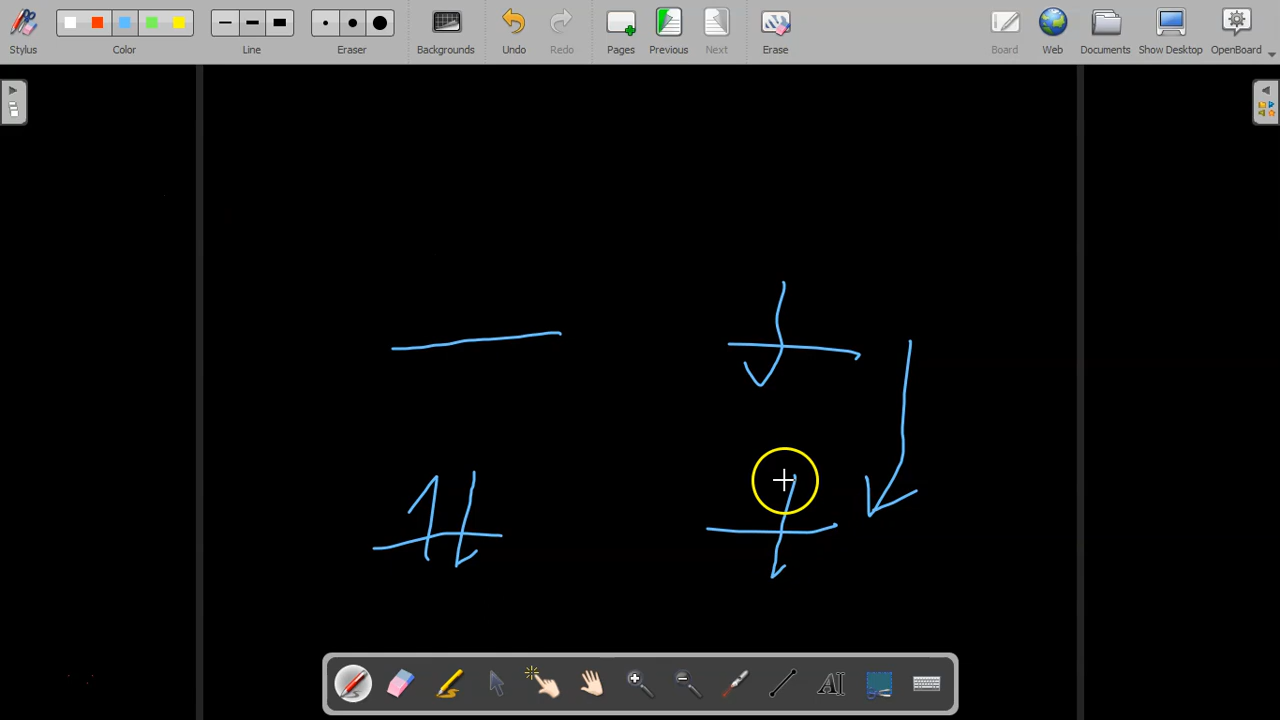 Stylus
Color
Line
Eraser
Backgrounds
Undo
Redo
Pages
Previous
Next
Erase
Board
Web
Documents
Show Desktop
OpenBoard